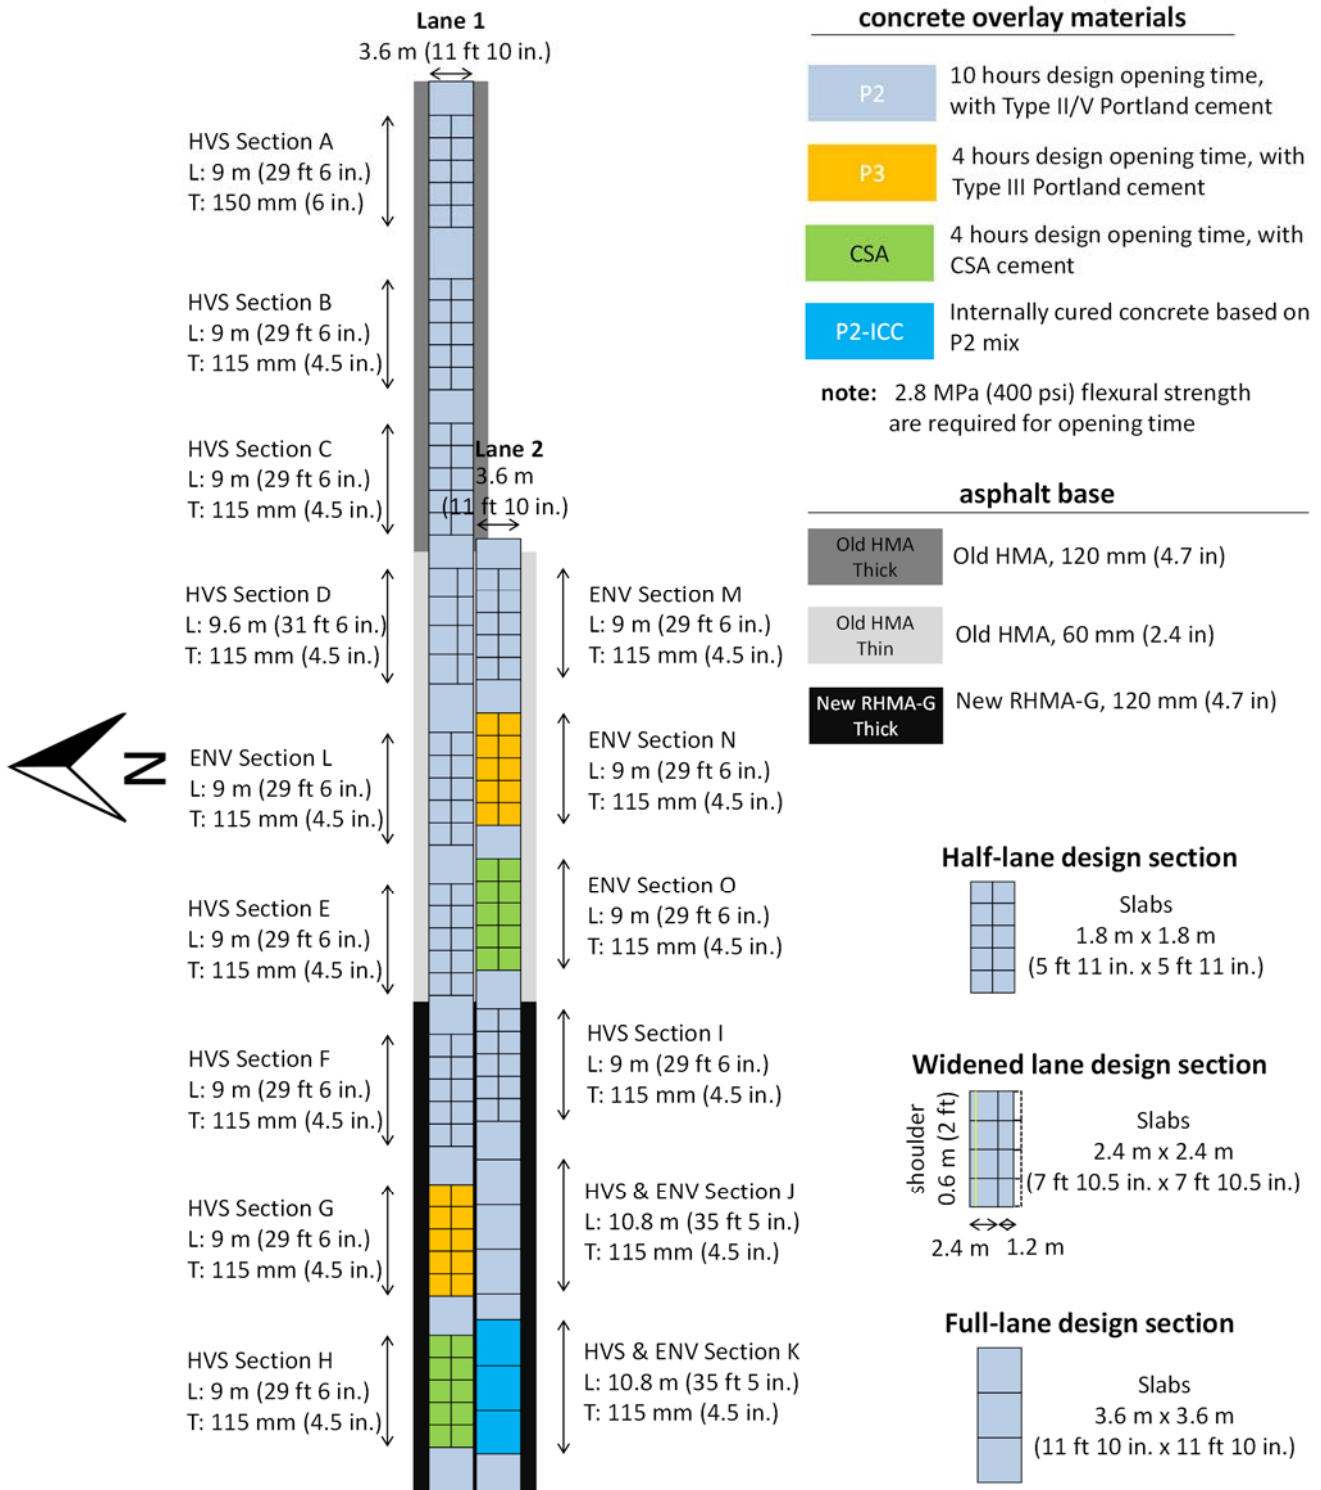 Lane 1
3.6 m (11 ft 10 in.)
HVS Section A
L: 9 m (29 ft 6 in.)
T: 150 mm (6 in.)
HVS Section B
L: 9 m (29 ft 6 in.)
T: 115 mm (4.5 in.)
HVS Section C
L: 9 m (29 ft 6 in.)
T: 115 mm (4.5 in.)
HVS Section D
L: 9.6 m (31 ft 6 in.)
T: 115 mm (4.5 in.)
N
ENV Section L
L: 9 m (29 ft 6 in.)
T: 115 mm (4.5 in.)
HVS Section E
L: 9 m (29 ft 6 in.)
T: 115 mm (4.5 in.)
HVS Section F
L: 9 m (29 ft 6 in.)
T: 115 mm (4.5 in.)
HVS Section G
L: 9 m (29 ft 6 in.)
T: 115 mm (4.5 in.)
HVS Section H
L: 9 m (29 ft 6 in.)
T: 115 mm (4.5 in.)
Lane 2
3.6 m
(11 ft 10 in.)
ENV Section M
L: 9 m (29 ft 6 in.)
T: 115 mm (4.5 in.)
ENV Section N
L: 9 m (29 ft 6 in.)
T: 115 mm (4.5 in.)
ENV Section O
L: 9 m (29 ft 6 in.)
T: 115 mm (4.5 in.)
HVS Section I
L: 9 m (29 ft 6 in.)
T: 115 mm (4.5 in.)
HVS & ENV Section J
L: 10.8 m (35 ft 5 in.)
T: 115 mm (4.5 in.)
HVS & ENV Section K
L: 10.8 m (35 ft 5 in.)
T: 115 mm (4.5 in.)
concrete overlay materials
P2
10 hours design opening time,
with Type II/V Portland cement
P3
4 hours design opening time, with
Type III Portland cement
CSA
4 hours design opening time, with
CSA cement
P2-ICC
Internally cured concrete based on
P2 mix
note: 2.8 MPa (400 psi) flexural strength
are required for opening time
asphalt base
Old HMA
Thick
Old HMA, 120 mm (4.7 in)
Old HMA
Thin
Old HMA, 60 mm (2.4 in)
New RHMA-G
Thick
New RHMA-G, 120 mm (4.7 in)
Half-lane design section
Slabs
1.8 m x 1.8 m
(5 ft 11 in. x 5 ft 11 in.)
Widened lane design section
shoulder
0.6 m (2 ft)
Slabs
2.4 m x 2.4 m
(7 ft 10.5 in. x 7 ft 10.5 in.)
2.4 m 1.2 m
Full-lane design section
Slabs
3.6 m x 3.6 m
(11 ft 10 in. x 11 ft 10 in.)